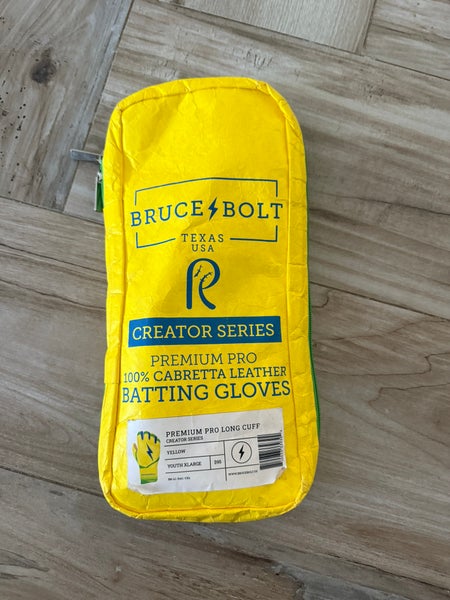 BRUCE BOLT
TEXAS
USA
R
CREATOR SERIES
PREMIUM PRO
100% CABRETTA LEATHER
BATTING GLOVES
PREMIUM PRO LONG CUFF
CREATOR SERIES
YELLOW
YOUTH XLARGE